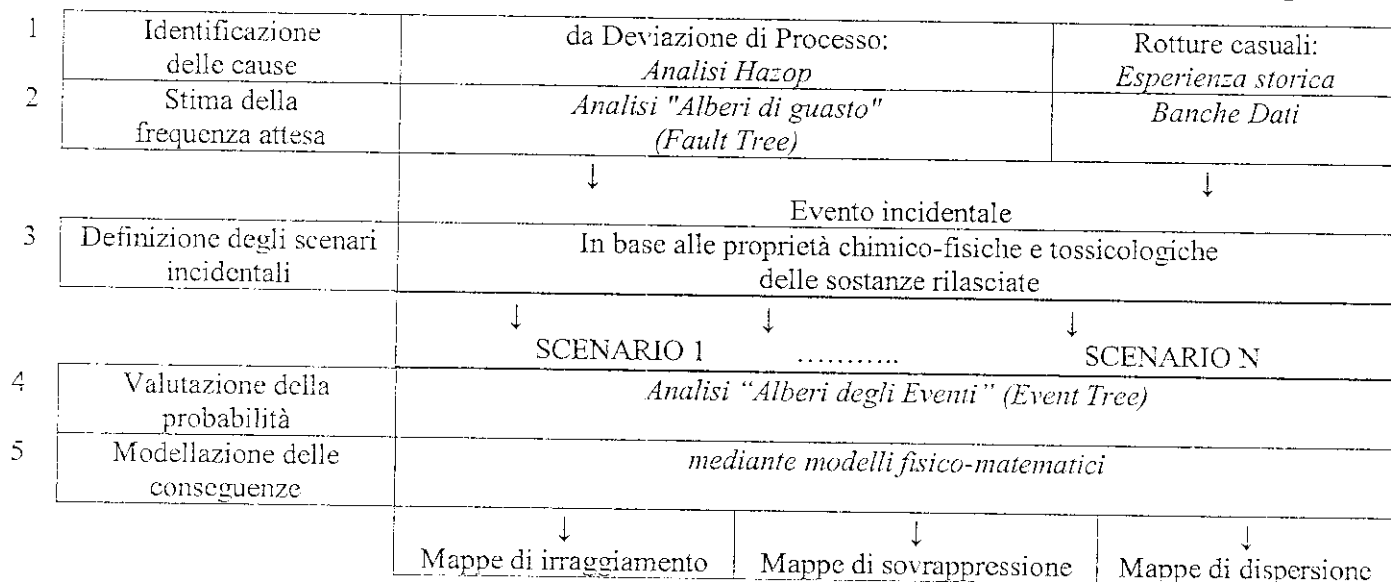 1 Identificazione delle cause da Deviazione di Processo: Analisi Hazop Rotture casuali: Esperienza storica
2 Stima della frequenza attesa Analisi "Alberi di guasto" (Fault Tree) Banche Dati
↓ ↓
Evento incidentale
3 Definizione degli scenari incidentali In base alle proprietà chimico-fisiche e tossicologiche delle sostanze rilasciate
↓ ↓ ↓
SCENARIO 1 ........... SCENARIO N
4 Valutazione della probabilità Analisi “Alberi degli Eventi” (Event Tree)
5 Modellazione delle conseguenze mediante modelli fisico-matematici
↓ ↓ ↓
Mappe di irraggiamento Mappe di sovrappressione Mappe di dispersione